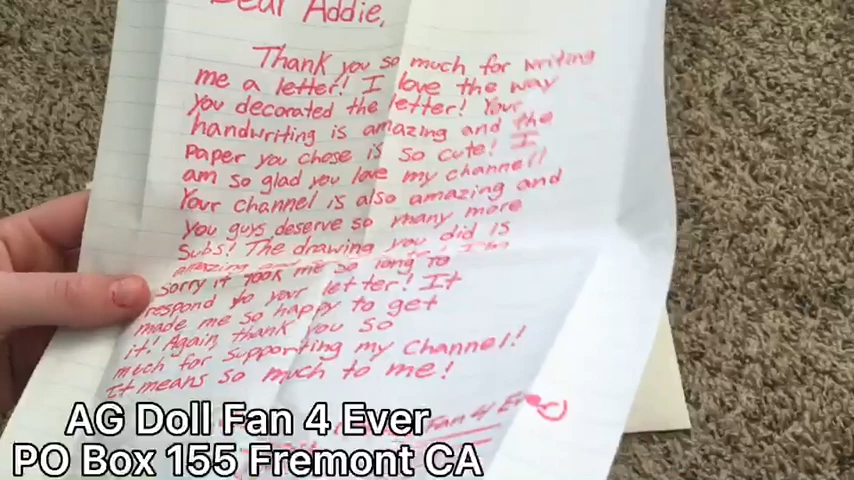 Dear Addie,
Thank you so much for writing
me a letter! I love the way
you decorated the letter! Your
handwriting is amazing and the
paper you chose is so cute! I
am so glad you love my channel!
Your channel is also amazing and
you guys deserve so many more
subs! The drawing you did is
amazing and
sorry it took me so long to
respond to your letter! It
made me so happy to get
it! Again, thank you so
much for supporting my channel!
It means so much to me!
Fan 4 Ever
AG Doll Fan 4 Ever
PO Box 155 Fremont CA